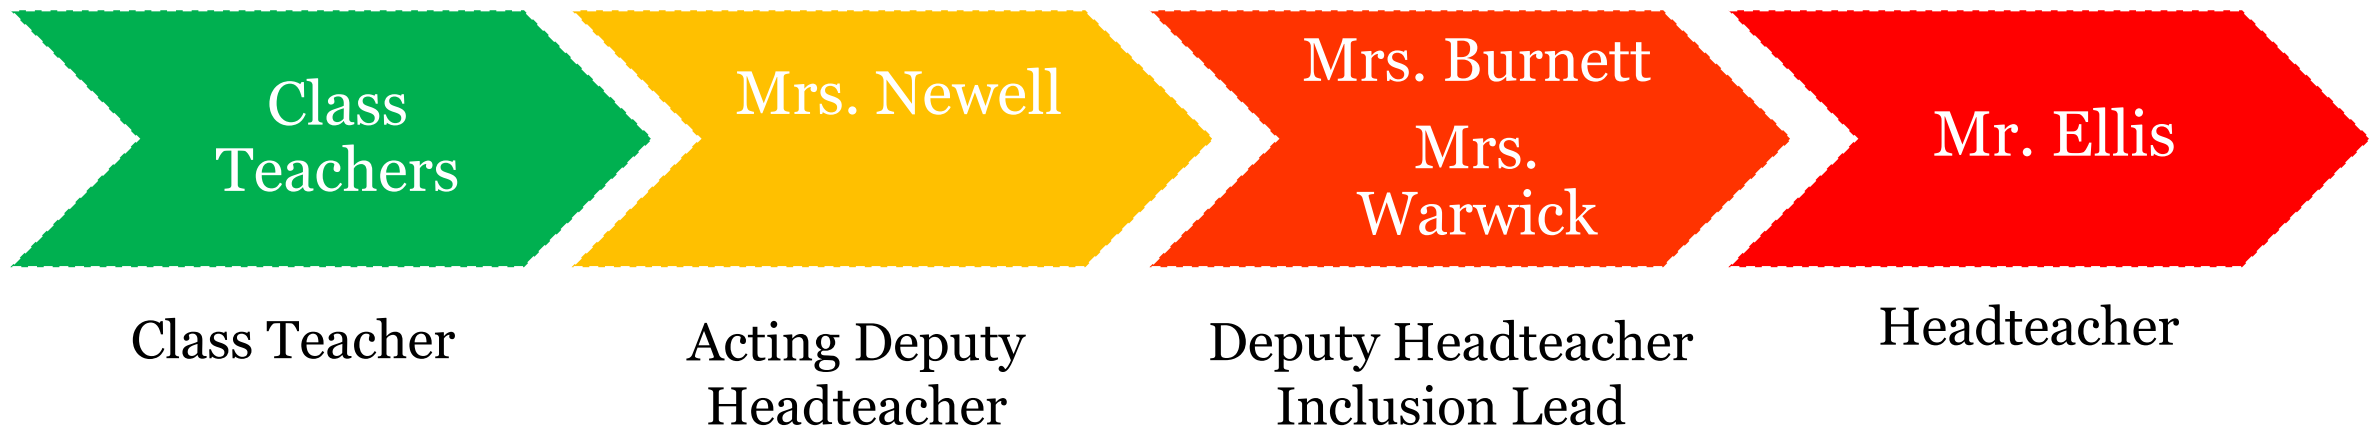 Class
Teachers
Mrs. Newell
Mrs. Burnett
Mrs.
Warwick
Mr. Ellis
Class Teacher
Acting Deputy
Headteacher
Deputy Headteacher
Inclusion Lead
Headteacher